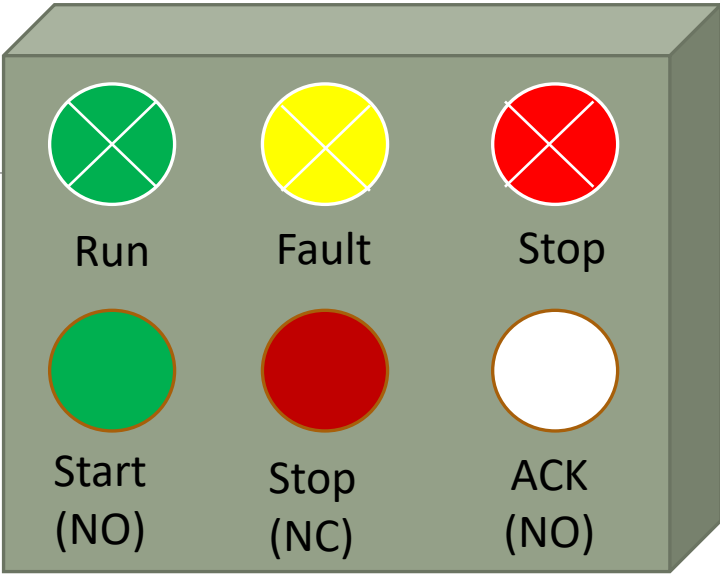 Run
Fault
Stop
Start
(NO)
Stop
(NC)
ACK
(NO)